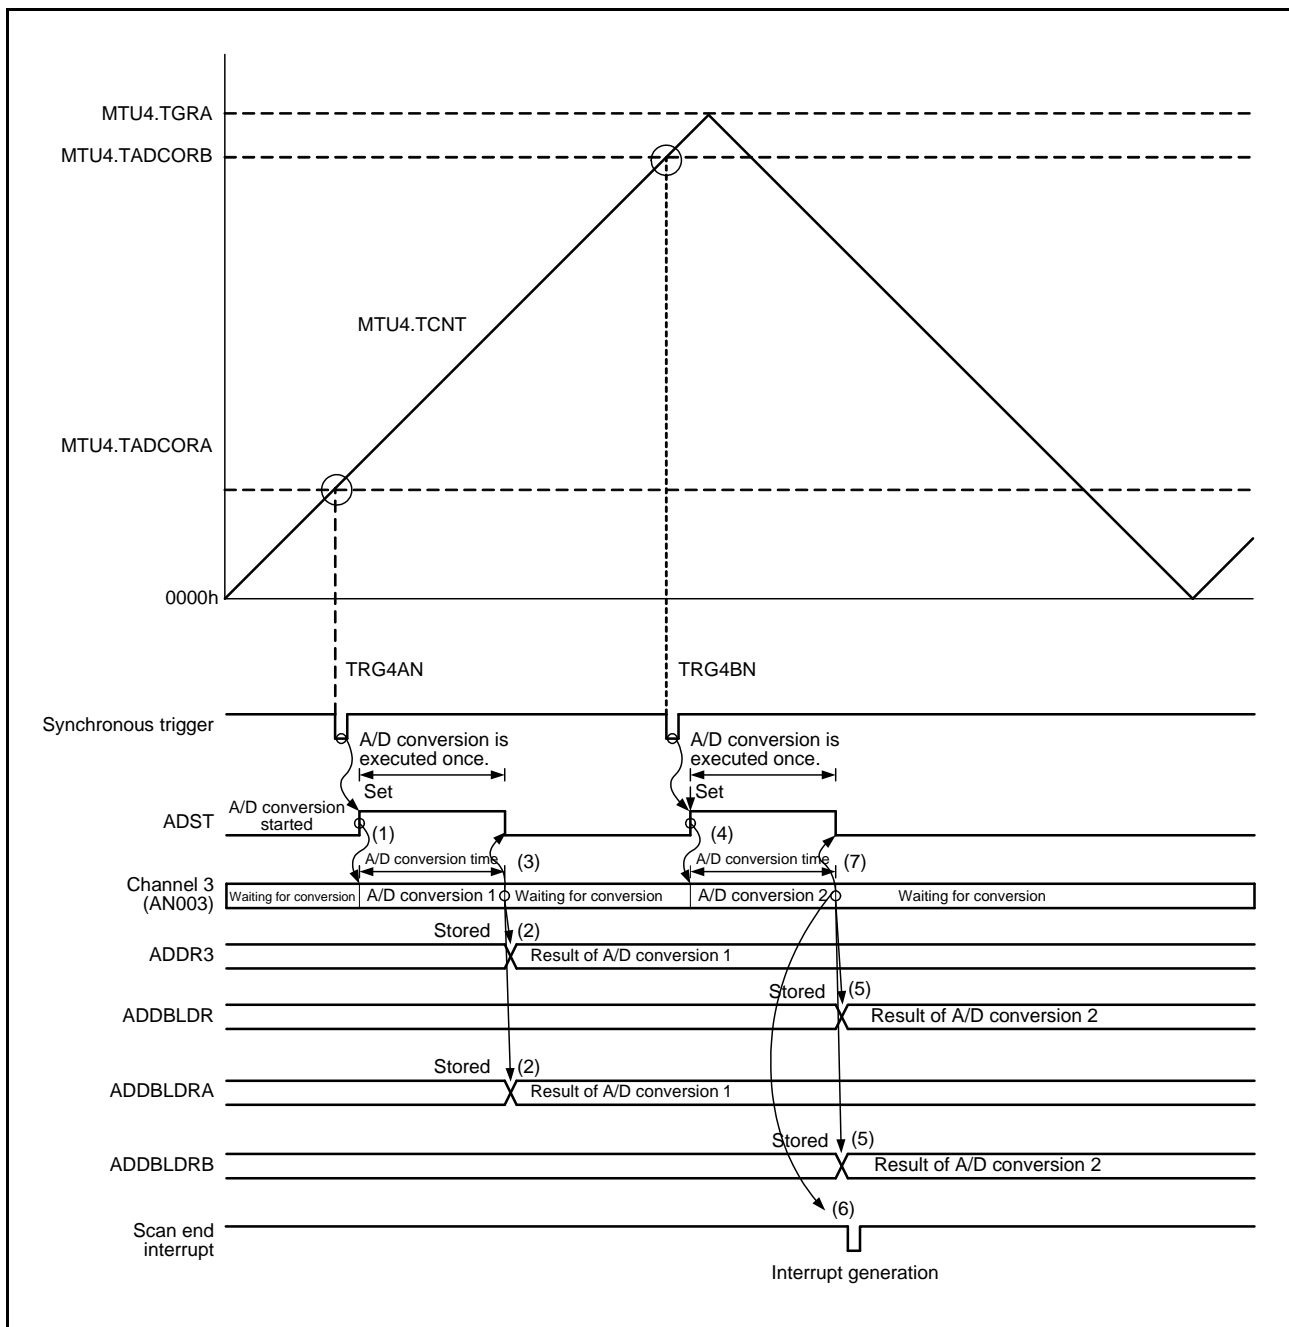 MTU4.TGRA
MTU4.TADCORB
MTU4.TCNT
MTU4.TADCORA
0000h
TRG4AN
TRG4BN
Synchronous trigger
A/D conversion is
executed once.
A/D conversion is
executed once.
Set
Set
A/D conversion
started
ADST
(1)
(4)
A/D conversion time
(3)
A/D conversion time
(7)
Channel 3
(AN003)
Waiting for conversion
A/D conversion 1
Waiting for conversion
A/D conversion 2
Waiting for conversion
Stored
(2)
ADDR3
Result of A/D conversion 1
Stored
(5)
ADDBLDR
Result of A/D conversion 2
Stored
(2)
ADDBLDRA
Result of A/D conversion 1
Stored
(5)
ADDBLDRB
Result of A/D conversion 2
(6)
Scan end
interrupt
Interrupt generation